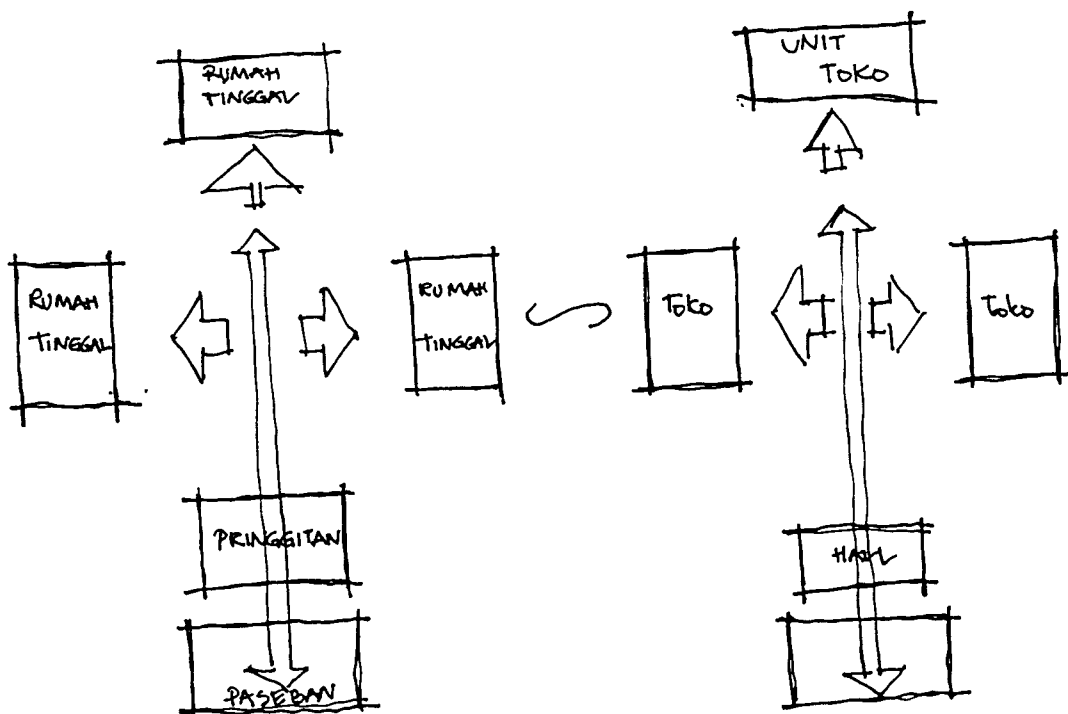 RUMAH
TINGGAL
UNIT
TOKO
RUMAH
TINGGAL
RUMAH
TINGGAL
TOKO
TOKO
PRINGGITAN
HALL
PASEBAN